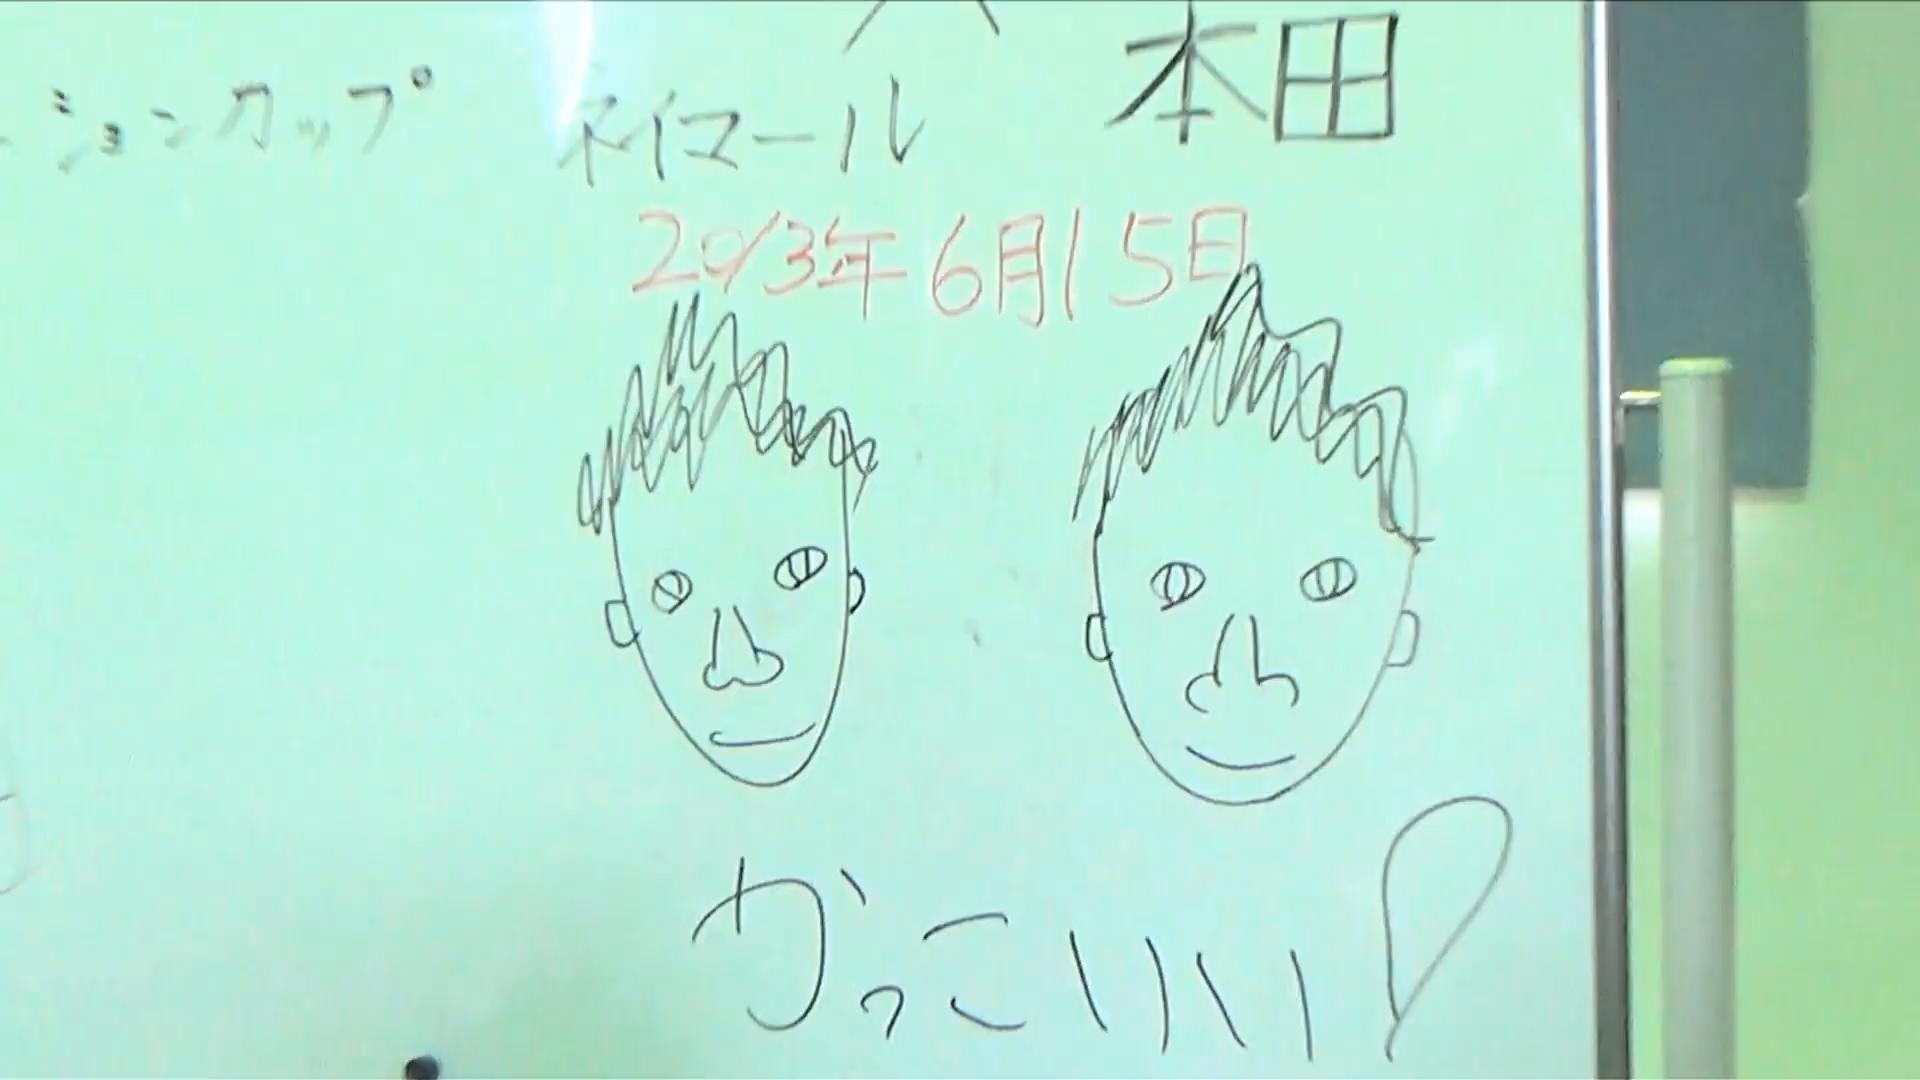 ーションカップ
ネイマール
本田
2013年6月15日
かっこいい!